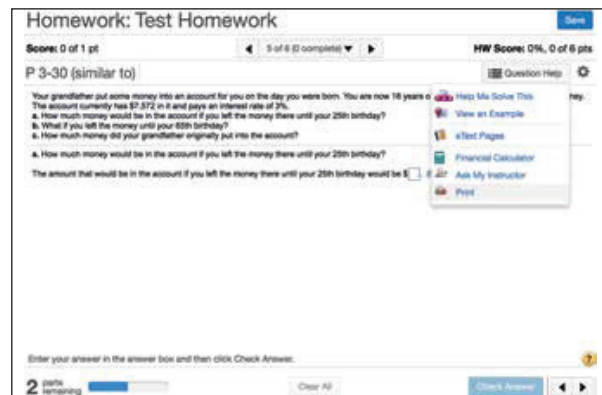 Homework: Test Homework
Save
Score: 0 of 1 pt
5 of 6 (0 complete)
HW Score: 0%, 0 of 6 pts
P 3-30 (similar to)
Question Help
Your grandfather put some money into an account for you on the day you were born. You are now 18 years o
ney.
The account currently has $7,572 in it and pays an interest rate of 3%.
a. How much money would be in the account if you left the money there until your 25th birthday?
b. What if you left the money until your 65th birthday?
c. How much money did your grandfather originally put into the account?
Help Me Solve This
View an Example
eText Pages
Financial Calculator
Ask My Instructor
Print
a. How much money would be in the account if you left the money there until your 25th birthday?
The amount that would be in the account if you left the money there until your 25th birthday would be $
Enter your answer in the answer box and then click Check Answer.
?
2 parts remaining
Clear All
Check Answer